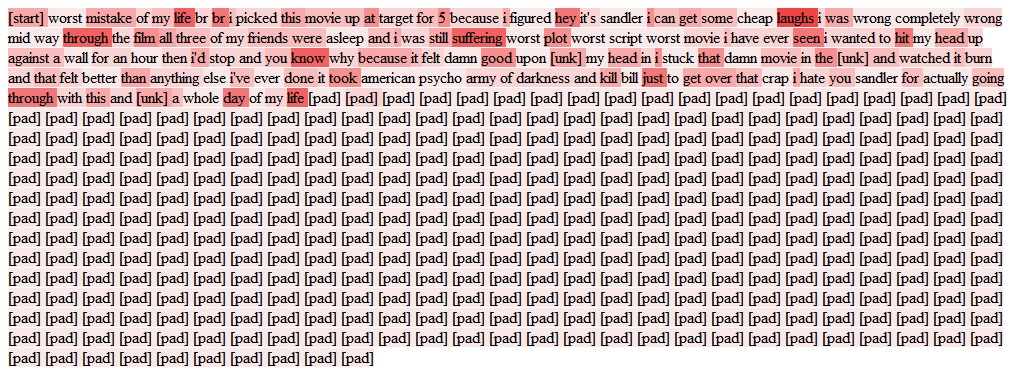 [start] worst mistake of my life br br i picked this movie up at target for 5 because i figured hey it's sandler i can get some cheap laughs i was wrong completely wrong
mid way through the film all three of my friends were asleep and i was still suffering worst plot worst script worst movie i have ever seen i wanted to hit my head up
against a wall for an hour then i'd stop and you know why because it felt damn good upon [unk] my head in i stuck that damn movie in the [unk] and watched it burn
and that felt better than anything else i've ever done it took american psycho army of darkness and kill bill just to get over that crap i hate you sandler for actually going
through with this and [unk] a whole day of my life [pad] [pad] [pad] [pad] [pad] [pad] [pad] [pad] [pad] [pad] [pad] [pad] [pad] [pad] [pad] [pad] [pad] [pad] [pad]
[pad] [pad] [pad] [pad] [pad] [pad] [pad] [pad] [pad] [pad] [pad] [pad] [pad] [pad] [pad] [pad] [pad] [pad] [pad] [pad] [pad] [pad] [pad] [pad] [pad] [pad] [pad]
[pad] [pad] [pad] [pad] [pad] [pad] [pad] [pad] [pad] [pad] [pad] [pad] [pad] [pad] [pad] [pad] [pad] [pad] [pad] [pad] [pad] [pad] [pad] [pad] [pad] [pad] [pad]
[pad] [pad] [pad] [pad] [pad] [pad] [pad] [pad] [pad] [pad] [pad] [pad] [pad] [pad] [pad] [pad] [pad] [pad] [pad] [pad] [pad] [pad] [pad] [pad] [pad] [pad] [pad]
[pad] [pad] [pad] [pad] [pad] [pad] [pad] [pad] [pad] [pad] [pad] [pad] [pad] [pad] [pad] [pad] [pad] [pad] [pad] [pad] [pad] [pad] [pad] [pad] [pad] [pad] [pad]
[pad] [pad] [pad] [pad] [pad] [pad] [pad] [pad] [pad] [pad] [pad] [pad] [pad] [pad] [pad] [pad] [pad] [pad] [pad] [pad] [pad] [pad] [pad] [pad] [pad] [pad] [pad]
[pad] [pad] [pad] [pad] [pad] [pad] [pad] [pad] [pad] [pad] [pad] [pad] [pad] [pad] [pad] [pad] [pad] [pad] [pad] [pad] [pad] [pad] [pad] [pad] [pad] [pad] [pad]
[pad] [pad] [pad] [pad] [pad] [pad] [pad] [pad] [pad] [pad] [pad] [pad] [pad] [pad] [pad] [pad] [pad] [pad] [pad] [pad] [pad] [pad] [pad] [pad] [pad] [pad] [pad]
[pad] [pad] [pad] [pad] [pad] [pad] [pad] [pad] [pad] [pad] [pad] [pad] [pad] [pad] [pad] [pad] [pad] [pad] [pad] [pad] [pad] [pad] [pad] [pad] [pad] [pad] [pad]
[pad] [pad] [pad] [pad] [pad] [pad] [pad] [pad] [pad] [pad] [pad] [pad] [pad] [pad] [pad] [pad] [pad] [pad] [pad] [pad] [pad] [pad] [pad] [pad] [pad] [pad] [pad]
[pad] [pad] [pad] [pad] [pad] [pad] [pad] [pad] [pad] [pad] [pad] [pad] [pad] [pad] [pad] [pad] [pad] [pad] [pad] [pad] [pad] [pad] [pad] [pad] [pad] [pad] [pad]
[pad] [pad] [pad] [pad] [pad] [pad] [pad] [pad] [pad] [pad] [pad] [pad] [pad] [pad] [pad] [pad] [pad] [pad] [pad] [pad] [pad] [pad] [pad] [pad] [pad] [pad] [pad]
[pad] [pad] [pad] [pad] [pad] [pad] [pad] [pad] [pad] [pad] [pad] [pad] [pad] [pad] [pad] [pad] [pad] [pad] [pad] [pad] [pad] [pad] [pad] [pad] [pad] [pad] [pad]
[pad] [pad] [pad] [pad] [pad] [pad] [pad] [pad] [pad] [pad]